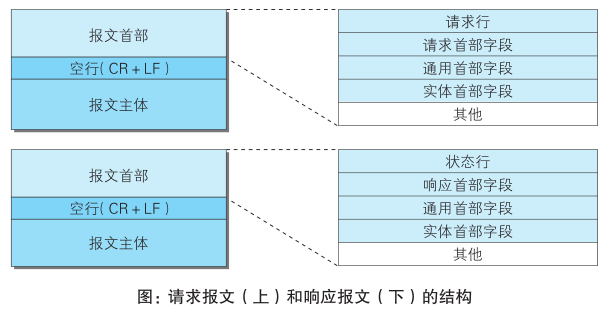 报文首部
空行(CR+LF)
报文主体
请求行
请求首部字段
通用首部字段
实体首部字段
其他
报文首部
空行(CR+LF)
报文主体
状态行
响应首部字段
通用首部字段
实体首部字段
其他
图：请求报文（上）和响应报文（下）的结构